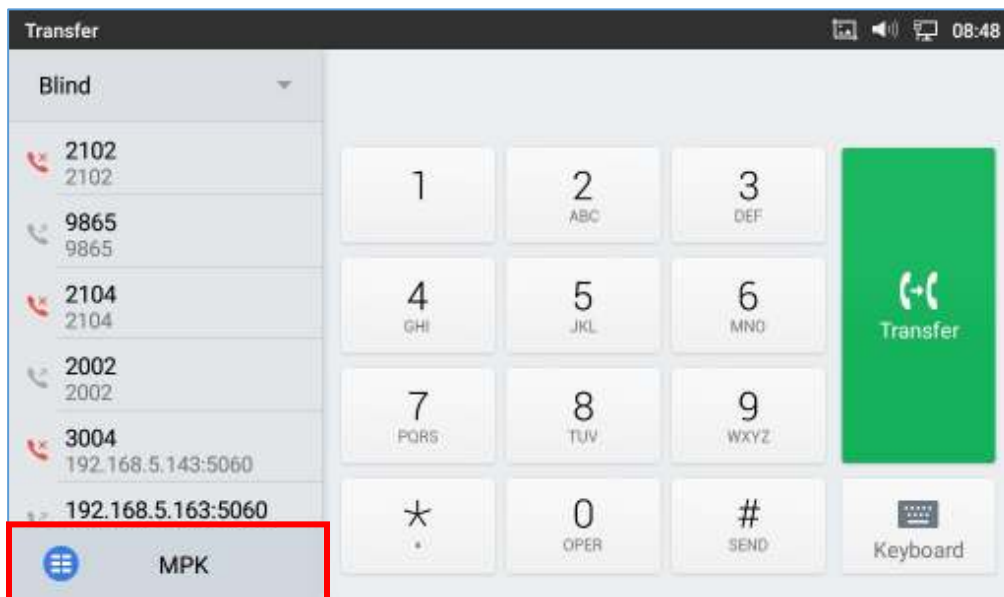 Transfer
08:48
Blind
2102
2102
9865
9865
2104
2104
2002
2002
3004
192.168.5.143:5060
192.168.5.163:5060
MPK
1
2
ABC
3
DEF
4
GHI
5
JKL
6
MNO
7
PQRS
8
TUV
9
WXYZ
*
0
OPER
#
SEND
Transfer
Keyboard